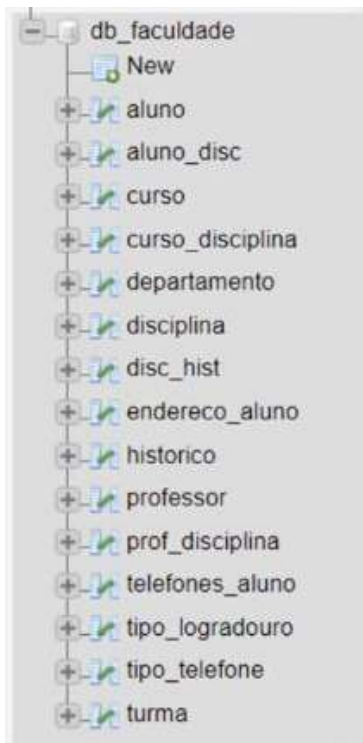 db_faculdade
New
aluno
aluno_disc
curso
curso_disciplina
departamento
disciplina
disc_hist
endereco_aluno
historico
professor
prof_disciplina
telefones_aluno
tipo_logradouro
tipo_telefone
turma